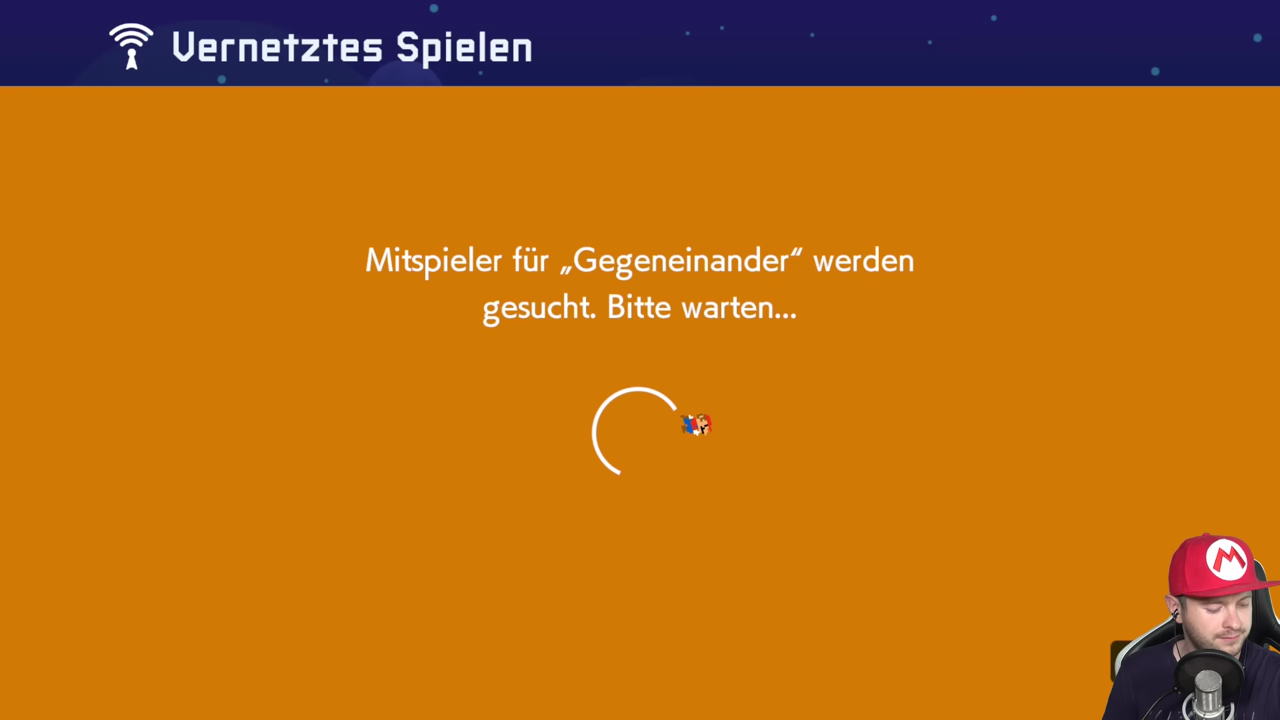 Vernetztes Spielen
Mitspieler für „Gegeneinander“ werden
gesucht. Bitte warten...
M